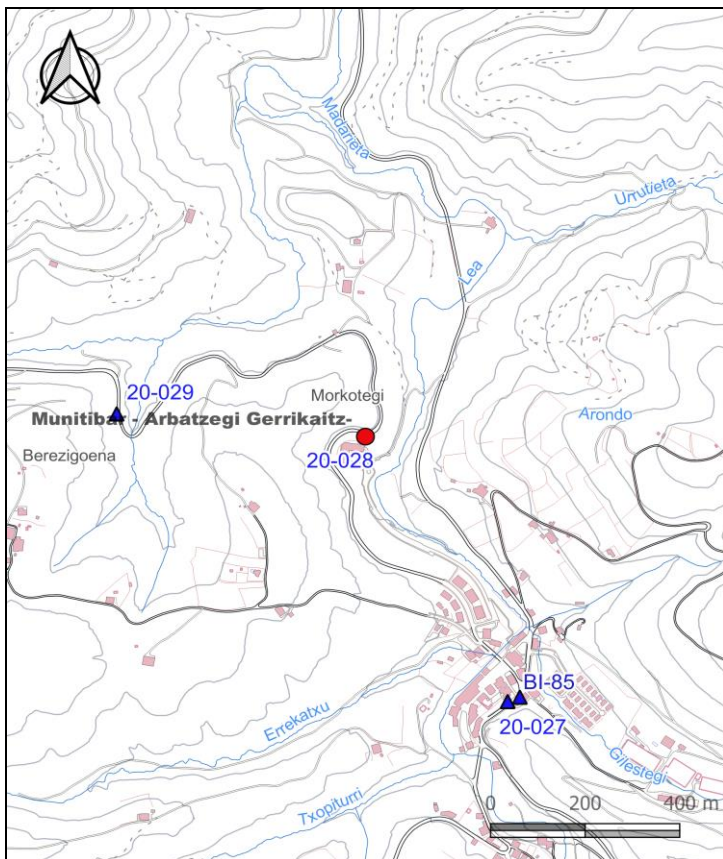 Madarieta
Urrutieta
Lea
20-029
Morkotegi
Munitibar - Arbatzegi Gerrikaitz-
Arondo
Berezigoena
20-028
BI-85
20-027
Errekatxu
Gilestegi
Txopiturri
0 200 400 m